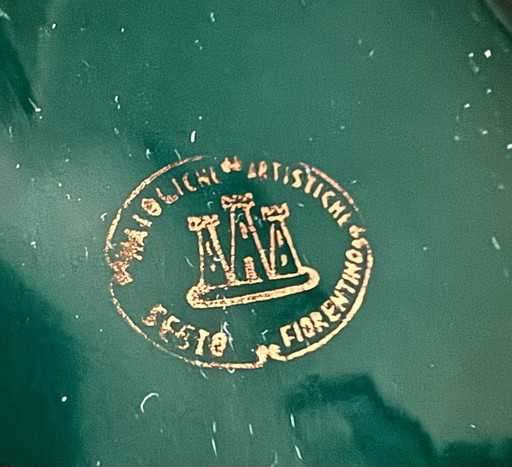 MAIOLICHE ARTISTICHE
SESTO FIORENTINO